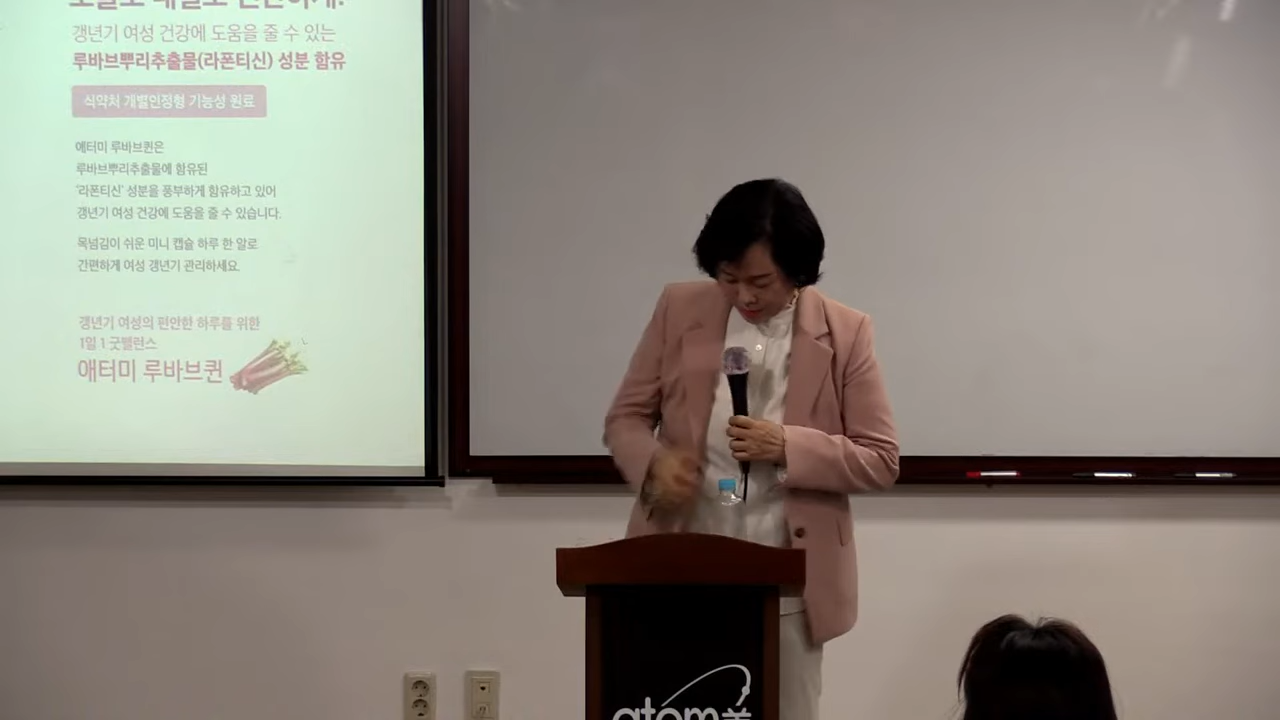 갱년기 여성 건강에 도움을 줄 수 있는
루바브뿌리추출물(라폰티신) 성분 함유
식약처 개별인정형 기능성 원료
애터미 루바브퀸은
루바브뿌리추출물에 함유된
'라폰티신' 성분을 풍부하게 함유하고 있어
갱년기 여성 건강에 도움을 줄 수 있습니다.
목넘김이 쉬운 미니 캡슐 하루 한 알로
간편하게 여성 갱년기 관리하세요.
갱년기 여성의 편안한 하루를 위한
1일 1 굿밸런스
애터미 루바브퀸
atom美